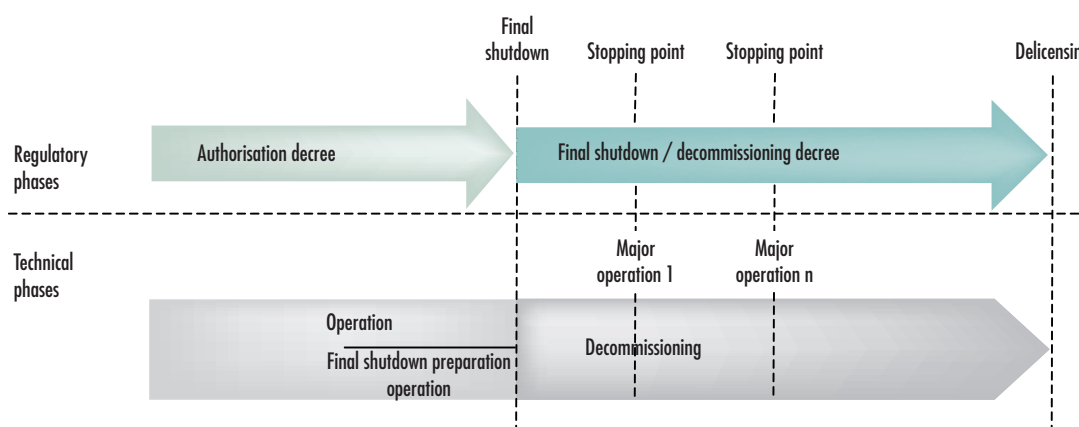 Final
shutdown
Stopping point
Stopping point
Delicensin
Regulatory
phases
Authorisation decree
Final shutdown / decommissioning decree
Technical
phases
Major
operation 1
Major
operation n
Operation
Final shutdown preparation
operation
Decommissioning